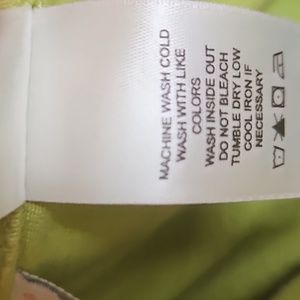 MACHINE WASH COLD
WASH WITH LIKE
COLORS
WASH INSIDE OUT
DO NOT BLEACH
TUMBLE DRY LOW
COOL IRON IF
NECESSARY